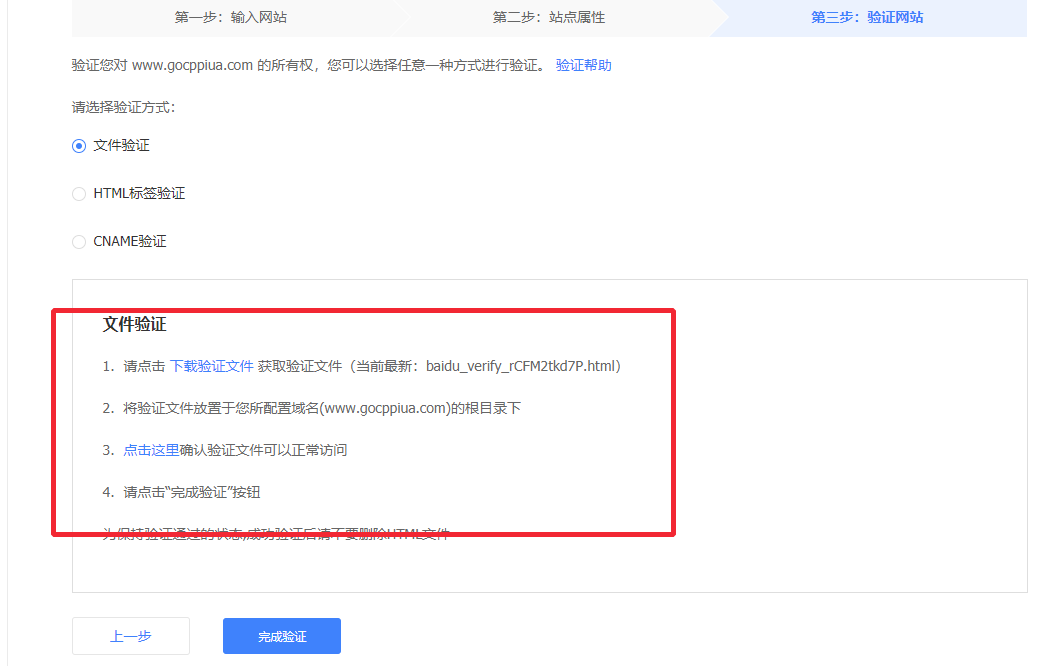 第一步：输入网站 第二步：站点属性 第三步：验证网站
验证您对 www.gocppiua.com 的所有权，您可以选择任意一种方式进行验证。 验证帮助
请选择验证方式：
文件验证
HTML标签验证
CNAME验证
文件验证
1. 请点击 下载验证文件 获取验证文件（当前最新：baidu_verify_rCFM2tkd7P.html）
2. 将验证文件放置于您所配置域名(www.gocppiua.com)的根目录下
3. 点击这里确认验证文件可以正常访问
4. 请点击“完成验证”按钮
为保持验证通过的状态,成功验证后请不要删除HTML文件
上一步 完成验证